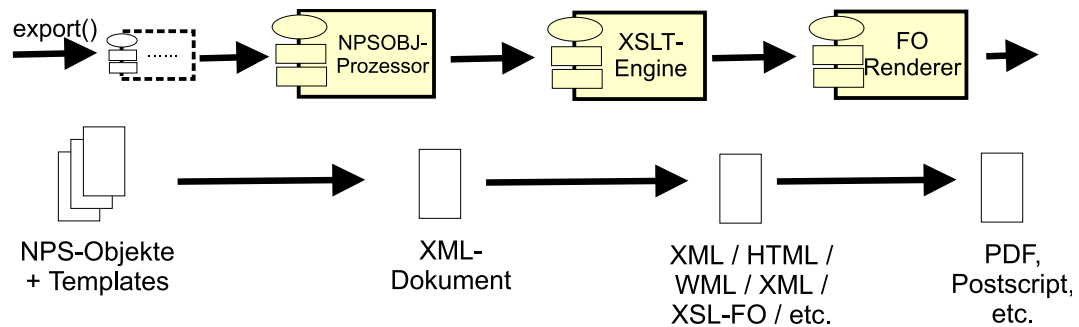 export()
......
NPSOBJ-
Prozessor
XSLT-
Engine
FO
Renderer
NPS-Objekte
+ Templates
XML-
Dokument
XML / HTML /
WML / XML /
XSL-FO / etc.
PDF,
Postscript,
etc.